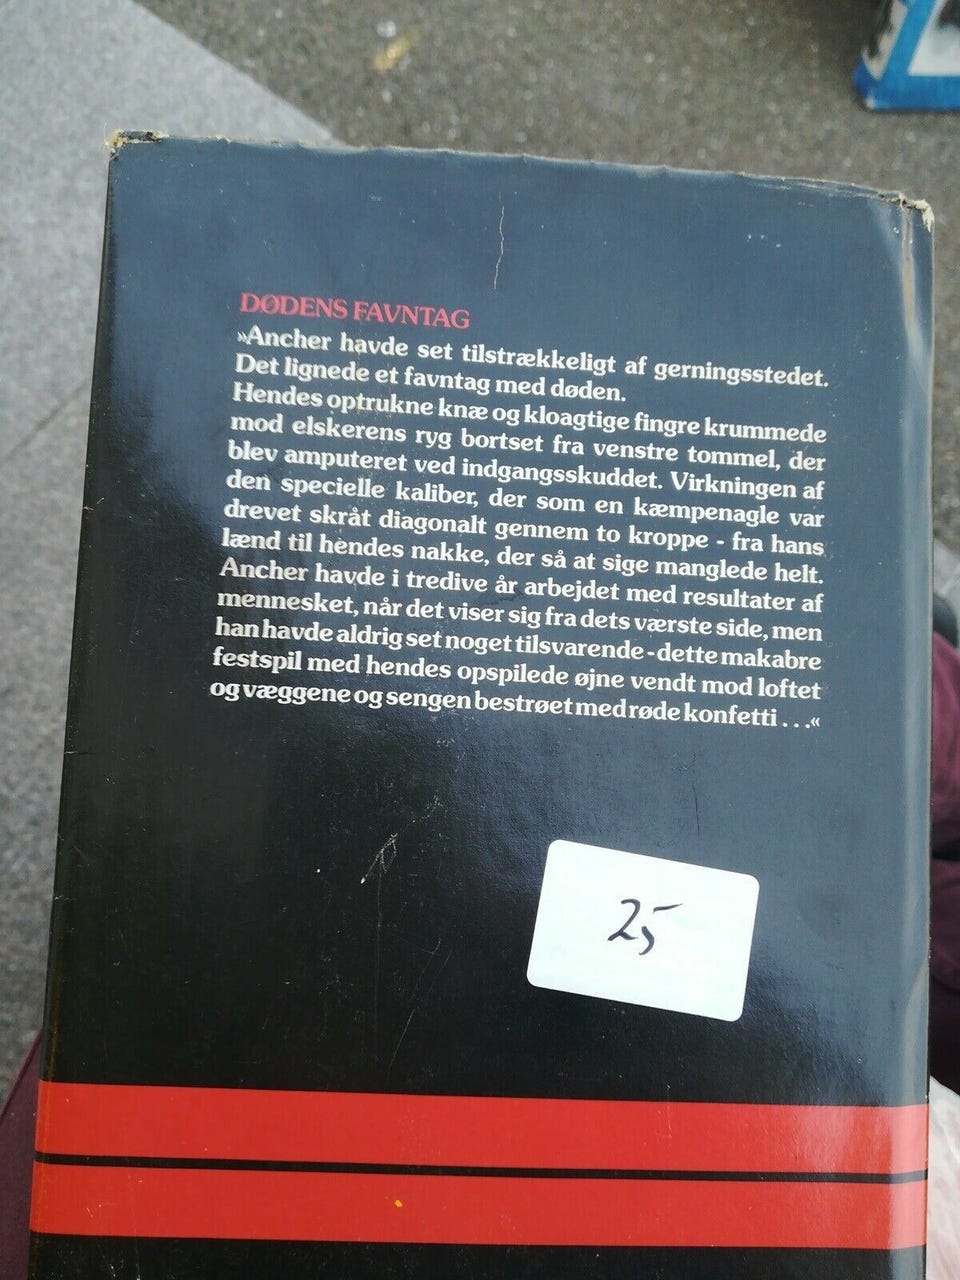 DØDENS FAVNTAG
»Ancher havde set tilstrækkeligt af gerningsstedet.
Det lignede et favntag med døden.
Hendes optrukne knæ og kloagtige fingre krummede
mod elskerens ryg bortset fra venstre tommel, der
blev amputeret ved indgangsskuddet. Virkningen af
den specielle kaliber, der som en kæmpenagle var
drevet skråt diagonalt gennem to kroppe - fra hans
lænd til hendes nakke, der så at sige manglede helt.
Ancher havde i tredive år arbejdet med resultater af
mennesket, når det viser sig fra dets værste side, men
han havde aldrig set noget tilsvarende - dette makabre
festspil med hendes opspilede øjne vendt mod loftet
og væggene og sengen bestrøet med røde konfetti . . .«
25